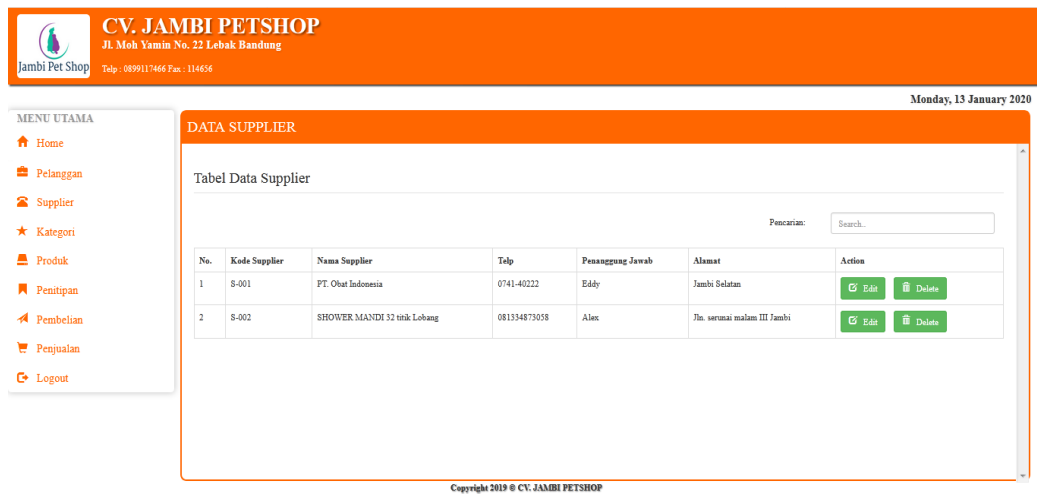 Jambi Pet Shop
CV. JAMBI PETSHOP
Jl. Moh Yamin No. 22 Lebak Bandung
Telp : 0899117466 Fax : 114656
Monday, 13 January 2020
MENU UTAMA
Home
Pelanggan
Supplier
Kategori
Produk
Penitipan
Pembelian
Penjualan
Logout
DATA SUPPLIER
Tabel Data Supplier
Pencarian: Search..
No. Kode Supplier Nama Supplier Telp Penanggung Jawab Alamat Action
1 S-001 PT. Obat Indonesia 0741-40222 Eddy Jambi Selatan Edit Delete
2 S-002 SHOWER MANDI 32 titik Lobang 081334873058 Alex Jln. serunai malam III Jambi Edit Delete
Copyright 2019 © CV. JAMBI PETSHOP